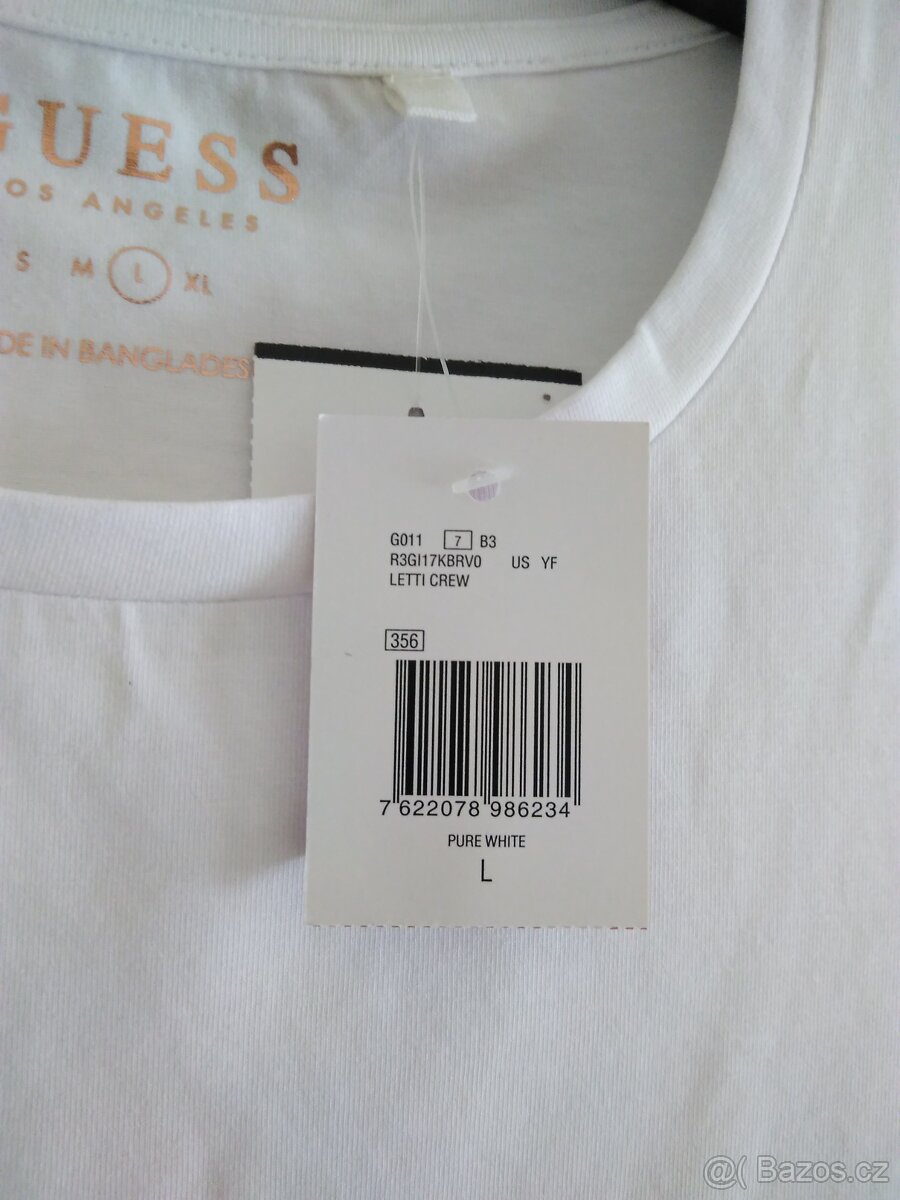 GUESS
LOS ANGELES
S M L XL
DE IN BANGLADES
G011 7 B3
R3GI17KBRV0 US YF
LETTI CREW
356
7 622078 986234
PURE WHITE
L
@( Bazos.cz